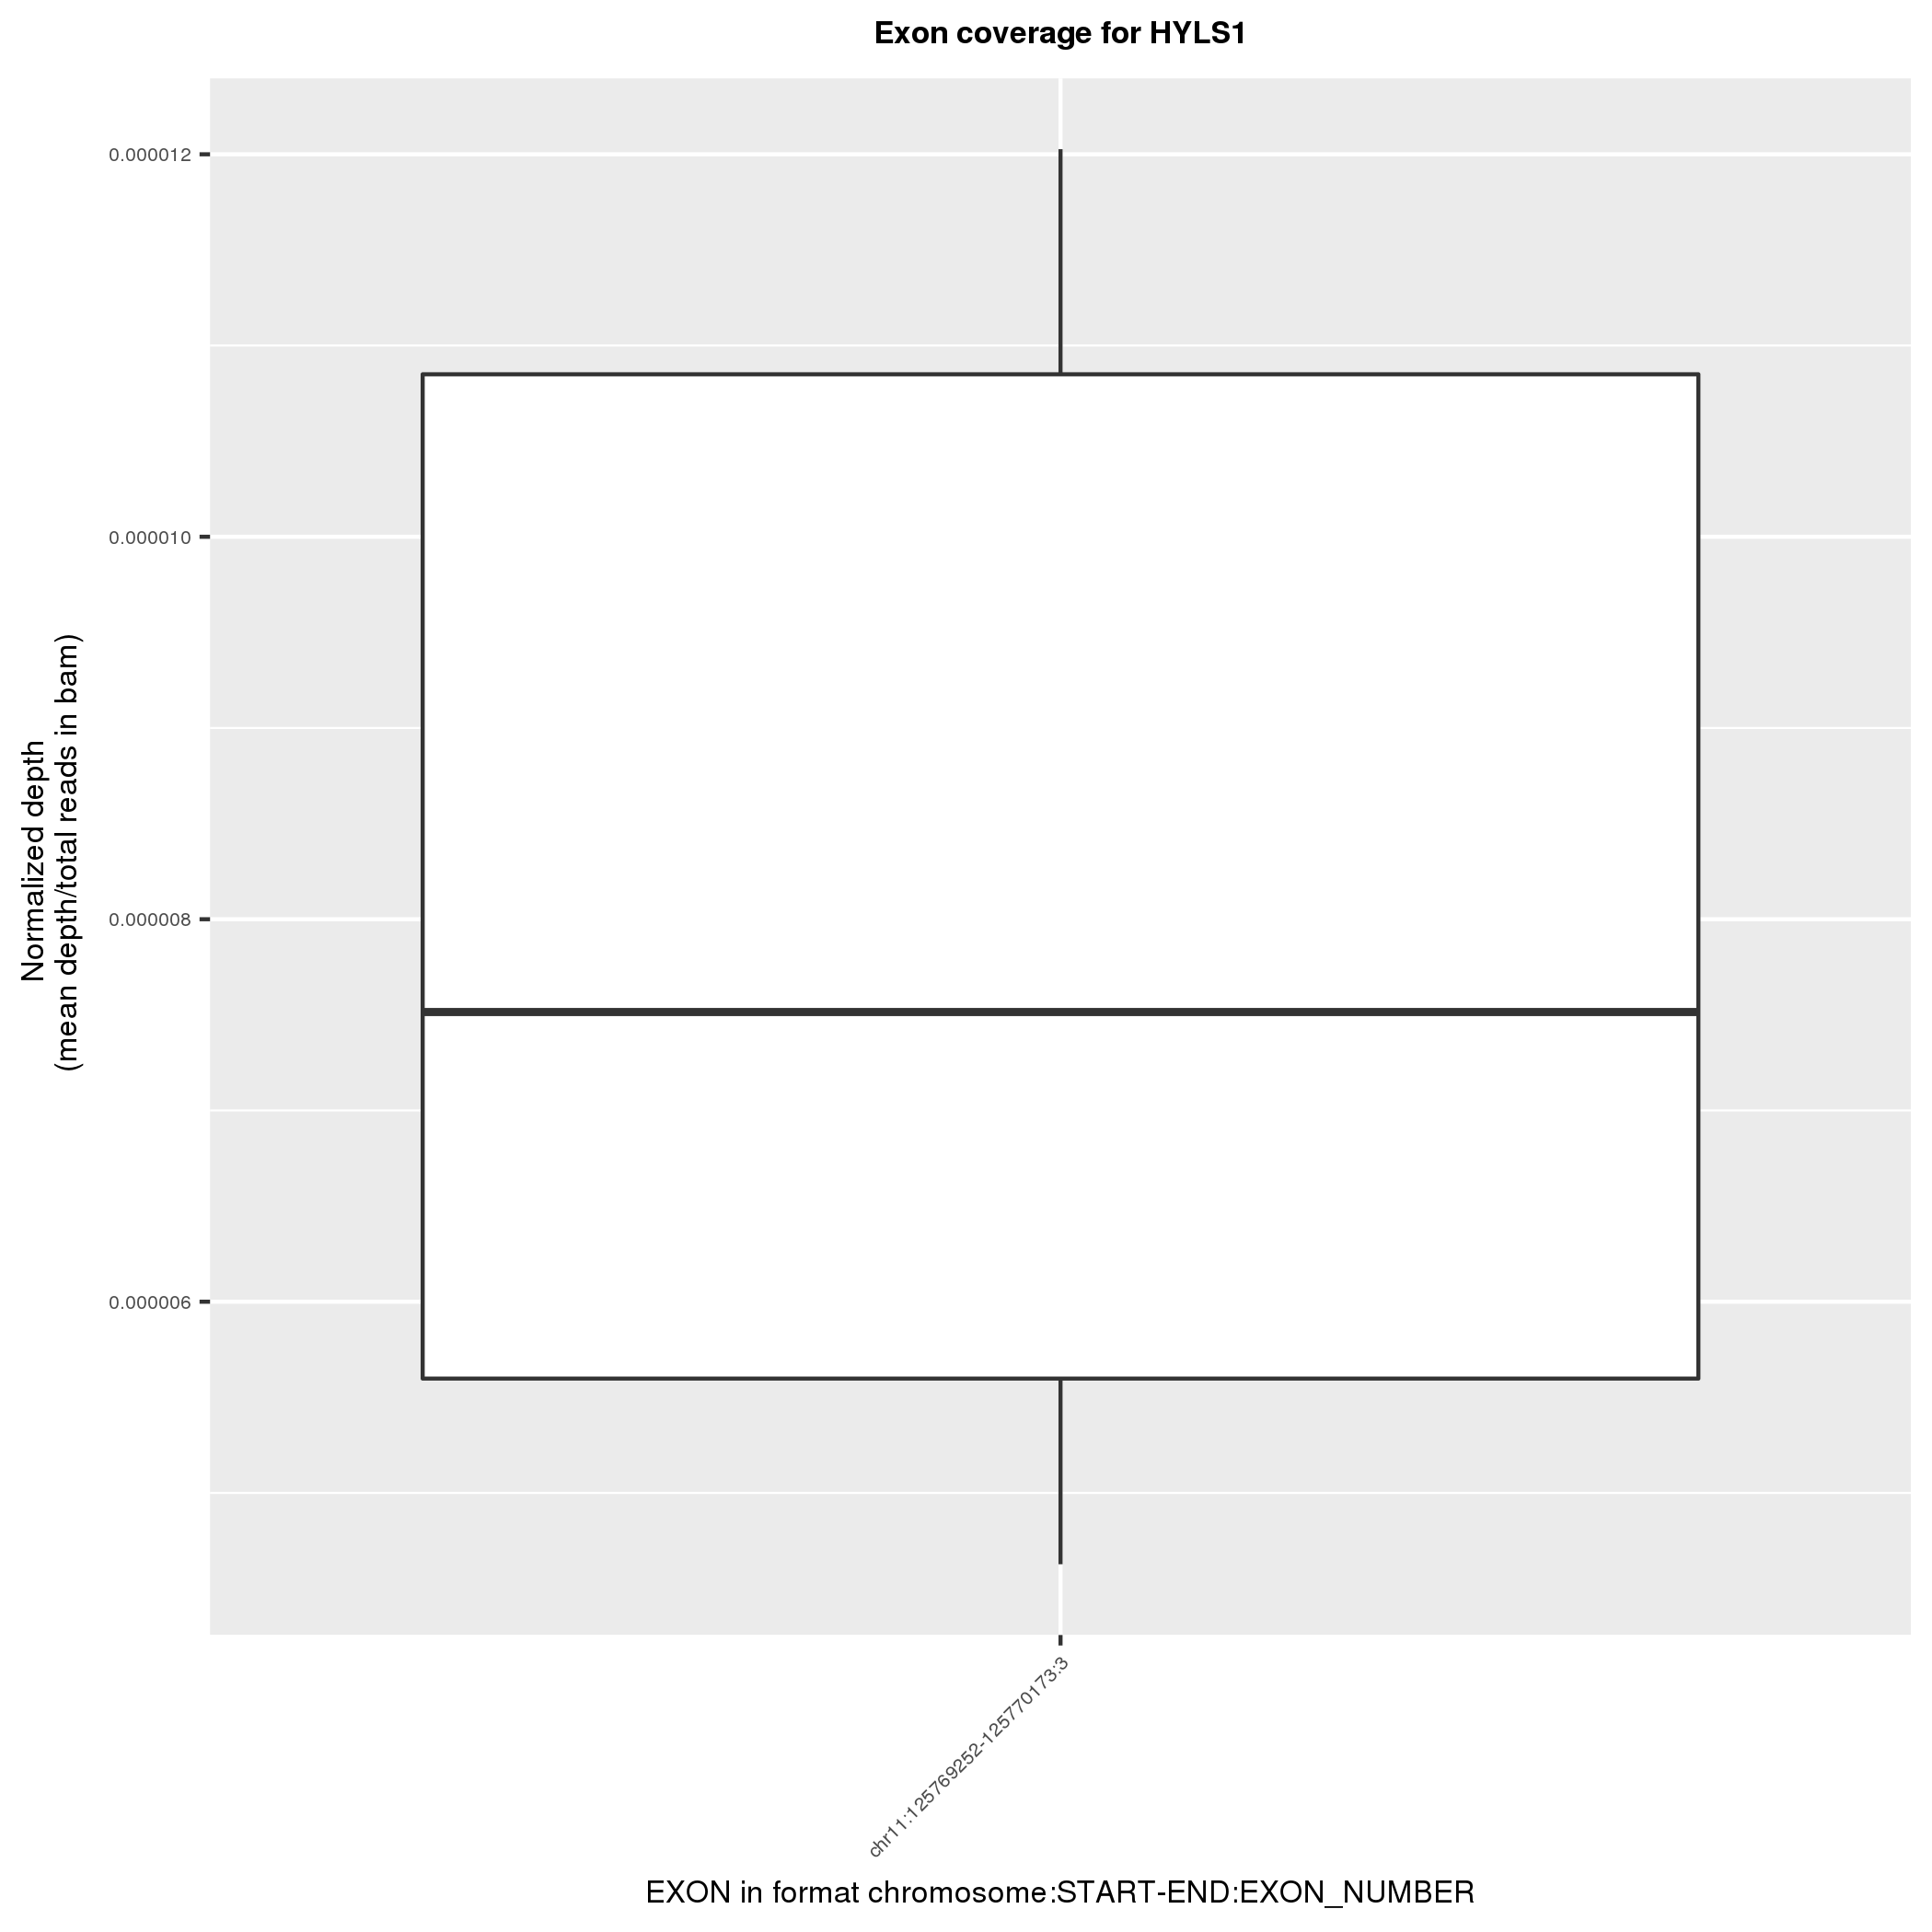 Exon coverage for HYLS1
0.000012
0.000010
0.000008
0.000006
Normalized depth
(mean depth/total reads in bam)
chr11:125769252-125770173:3
EXON in format chromosome:START-END:EXON_NUMBER